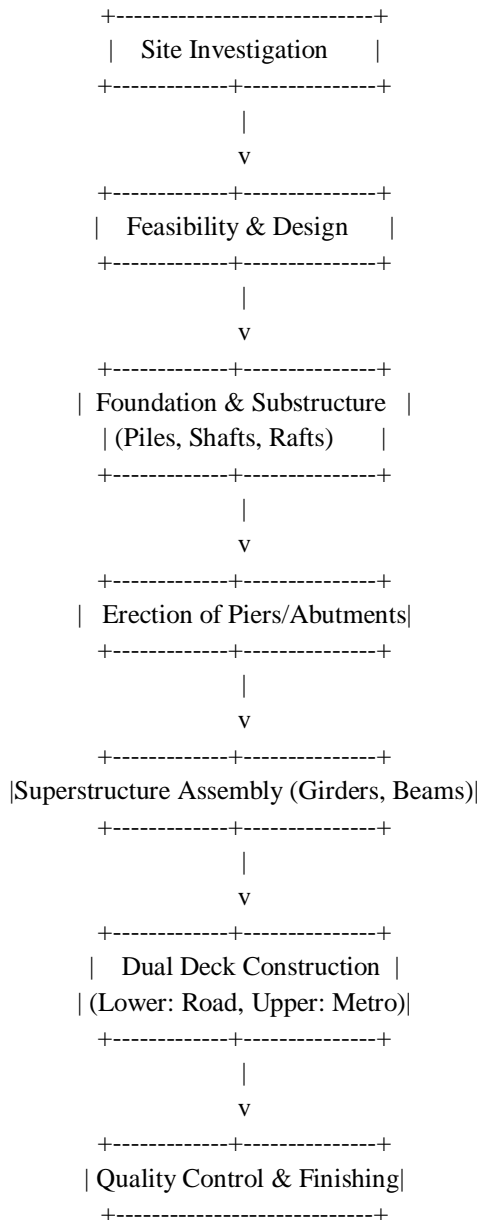 +-----------------------------+
| Site Investigation |
+-------------+---------------+
|
v
+-------------+---------------+
| Feasibility & Design |
+-------------+---------------+
|
v
+-------------+---------------+
| Foundation & Substructure |
| (Piles, Shafts, Rafts) |
+-------------+---------------+
|
v
+-------------+---------------+
| Erection of Piers/Abutments|
+-------------+---------------+
|
v
+-------------+---------------+
|Superstructure Assembly (Girders, Beams)|
+-------------+---------------+
|
v
+-------------+---------------+
| Dual Deck Construction |
| (Lower: Road, Upper: Metro)|
+-------------+---------------+
|
v
+-------------+---------------+
| Quality Control & Finishing|
+-----------------------------+